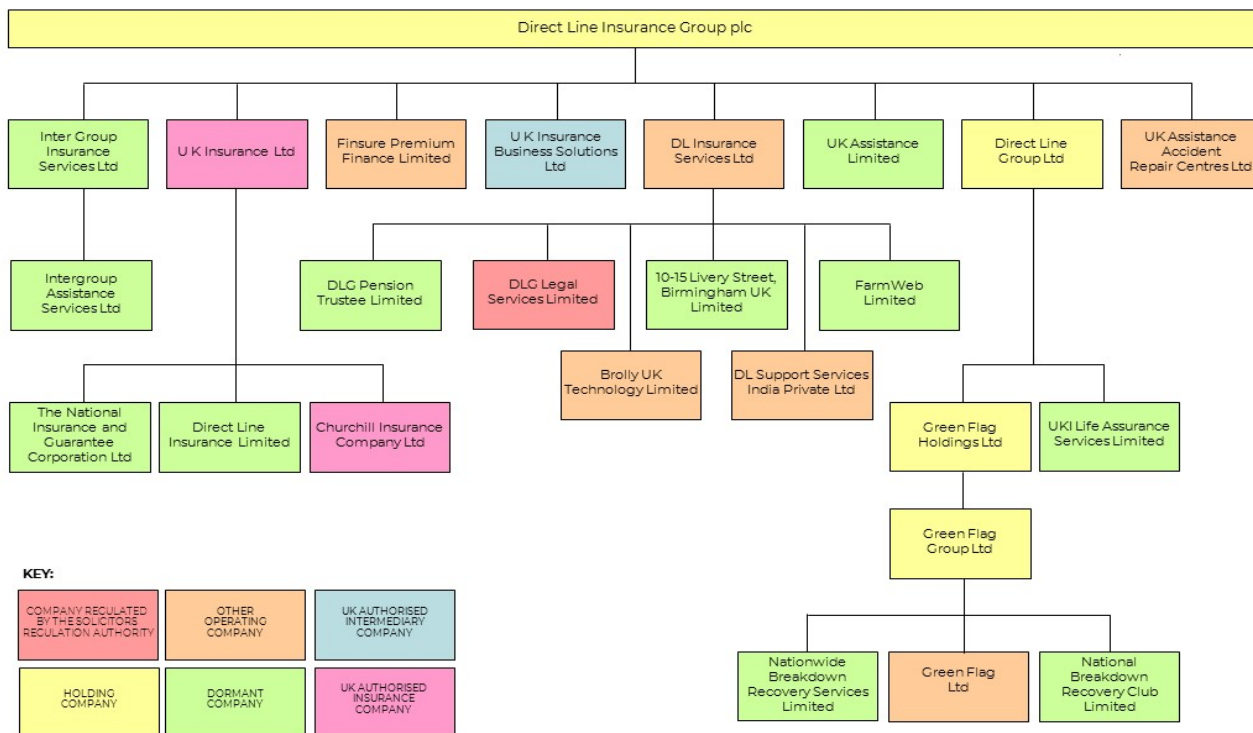 Direct Line Insurance Group plc
Inter Group
Insurance
Services Ltd
U K Insurance Ltd
Finsure Premium
Finance Limited
U K Insurance
Business Solutions
Ltd
DL Insurance
Services Ltd
UK Assistance
Limited
Direct Line
Group Ltd
UK Assistance
Accident
Repair Centres Ltd
Intergroup
Assistance
Services Ltd
DLG Pension
Trustee Limited
DLG Legal
Services Limited
10-15 Livery Street,
Birmingham UK
Limited
FarmWeb
Limited
Brolly UK
Technology Limited
DL Support Services
India Private Ltd
The National
Insurance and
Guarantee
Corporation Ltd
Direct Line
Insurance Limited
Churchill Insurance
Company Ltd
Green Flag
Holdings Ltd
UKI Life Assurance
Services Limited
Green Flag
Group Ltd
Nationwide
Breakdown
Recovery Services
Limited
Green Flag
Ltd
National
Breakdown
Recovery Club
Limited
KEY:
COMPANY REGULATED
BY THE SOLICITORS
REGULATION AUTHORITY
OTHER
OPERATING
COMPANY
UK AUTHORISED
INTERMEDIARY
COMPANY
HOLDING
COMPANY
DORMANT
COMPANY
UK AUTHORISED
INSURANCE
COMPANY